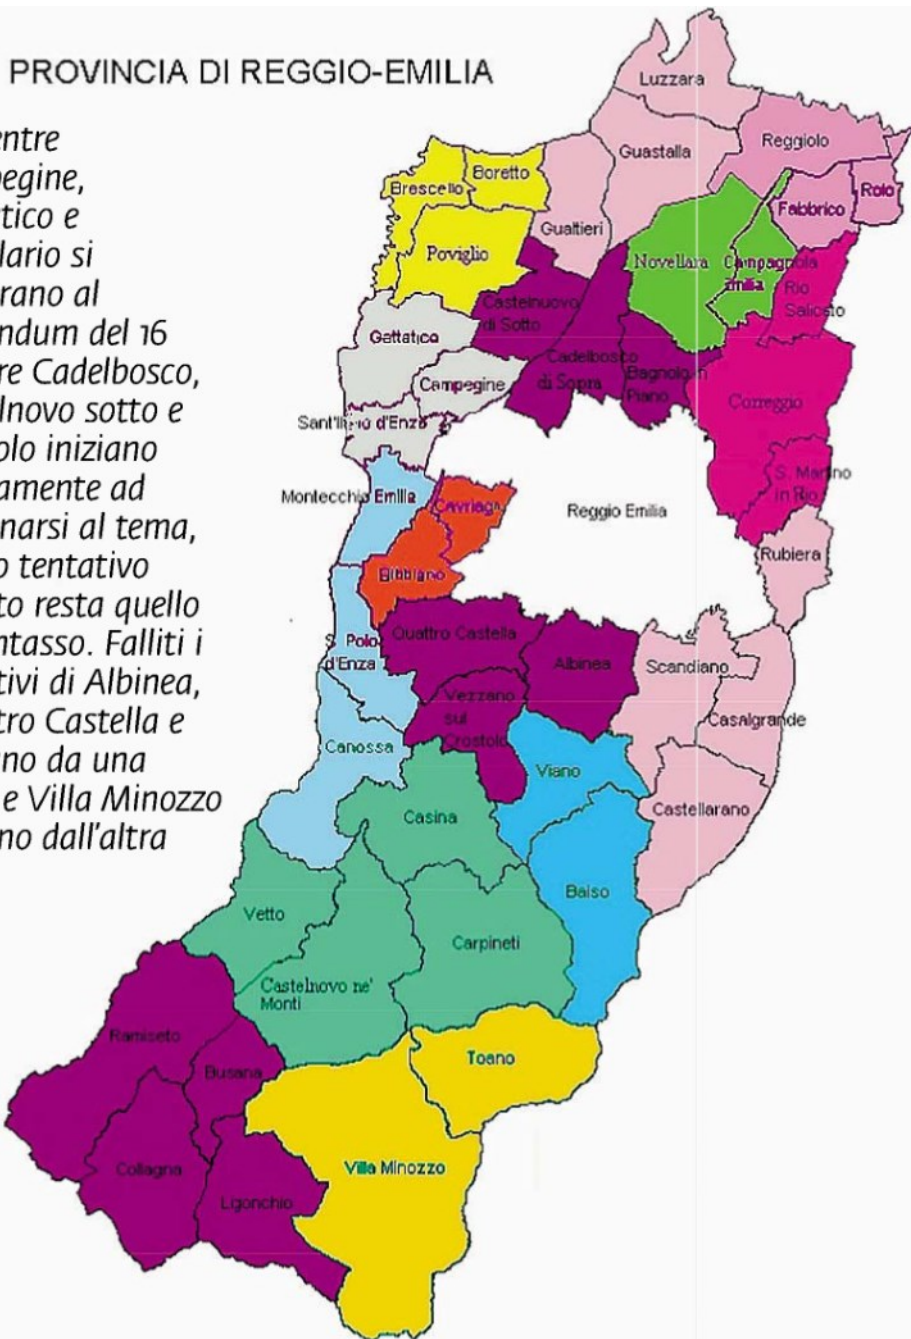 PROVINCIA DI REGGIO-EMILIA
entre
egine,
tico e
lario si
rano al
ndum del 16
re Cadelbosco,
lnovo sotto e
olo iniziano
amente ad
narsi al tema,
o tentativo
to resta quello
ntasso. Falliti i
tivi di Albinea,
tro Castella e
no da una
e Villa Minozzo
no dall'altra
Luzzara
Reggiolo
Guastalla
Boretto
Brescello
Rolo
Fabbrico
Gualtieri
Poviglio
Novellara
Campagnola
Emilia
Rio
Saliceto
Castelnuovo
di Sotto
Gattatico
Cadelbosco
di Sopra
Bagnolo in
Piano
Campegine
Correggio
Sant'Ilario d'Enza
S. Martino
in Rio
Montecchio Emilia
Cavriago
Reggio Emilia
Rubiera
Bibbiano
Quattro Castella
S. Polo
d'Enza
Albinea
Scandiano
Vezzano
sul
Crostolo
Casalgrande
Canossa
Viano
Castellarano
Casina
Baiso
Vetto
Carpineti
Castelnovo ne'
Monti
Ramiseto
Toano
Busana
Collagna
Villa Minozzo
Ligonchio